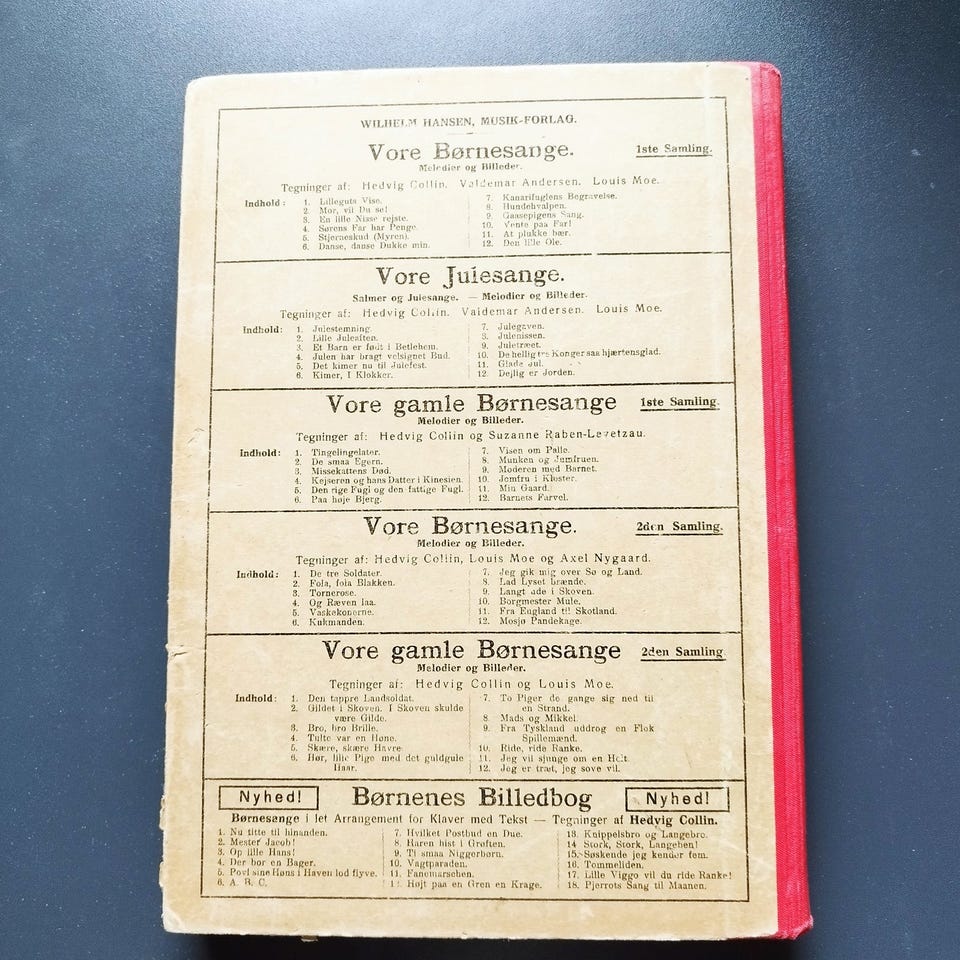 WILHELM HANSEN, MUSIK-FORLAG.
Vore Børnesange. 1ste Samling.
Melodier og Billeder.
Tegninger af: Hedvig Collin. Valdemar Andersen. Louis Moe.
Indhold:
1. Lilleguts Vise.
2. Mor, vil Du se!
3. En lille Nisse rejste.
4. Sørens Far har Penge.
5. Stjerneskud (Myren).
6. Danse, danse Dukke min.
7. Kanarifuglens Begravelse.
8. Hundehvalpen.
9. Gaasepigens Sang.
10. Vente paa Far!
11. At plukke bær.
12. Den lille Ole.
Vore Julesange.
Salmer og Julesange. — Melodier og Billeder.
Tegninger af: Hedvig Collin. Valdemar Andersen. Louis Moe.
Indhold:
1. Julestemning.
2. Lille Juleaften.
3. Et Barn er født i Betlehem.
4. Julen har bragt velsignet Bud.
5. Det kimer nu til Julefest.
6. Kimer, I Klokker.
7. Julegaven.
8. Julenissen.
9. Juletræet.
10. De hellig tre Konger saa hjærtensglad.
11. Glade Jul.
12. Dejlig er Jorden.
Vore gamle Børnesange 1ste Samling.
Melodier og Billeder.
Tegninger af: Hedvig Collin og Suzanne Raben-Levetzau.
Indhold:
1. Tingelingelater.
2. De smaa Egern.
3. Missekattens Død.
4. Kejseren og hans Datter i Kinesien.
5. Den rige Fugl og den fattige Fugl.
6. Paa høje Bjerg.
7. Visen om Palle.
8. Munken og Jomfruen.
9. Moderen med Barnet.
10. Jomfru i Kloster.
11. Min Gaard.
12. Barnets Farvel.
Vore Børnesange. 2den Samling.
Melodier og Billeder.
Tegninger af: Hedvig Collin, Louis Moe og Axel Nygaard.
Indhold:
1. De tre Soldater.
2. Fola, fola Blakken.
3. Tornerose.
4. Og Ræven laa.
5. Vaskekonerne.
6. Kukmanden.
7. Jeg gik mig over Sø og Land.
8. Lad Lyset brænde.
9. Langt ude i Skoven.
10. Borgmester Mule.
11. Fra England til Skotland.
12. Mosjø Pandekage.
Vore gamle Børnesange 2den Samling.
Melodier og Billeder.
Tegninger af: Hedvig Collin og Louis Moe.
Indhold:
1. Den tappre Landsoldat.
2. Gildet i Skoven. I Skoven skulde
være Gilde.
3. Bro, bro Brille.
4. Tulte var en Høne.
5. Skære, skære Havre.
6. Hør, lille Pige med det guldgule
Haar.
7. To Piger de gange sig ned til
en Strand.
8. Mads og Mikkel.
9. Fra Tyskland uddrog en Flok
Spillemænd.
10. Ride, ride Ranke.
11. Jeg vil sjunge om en Helt.
12. Jeg er træt, jeg sove vil.
Nyhed! Børnenes Billedbog Nyhed!
Børnesange i let Arrangement for Klaver med Tekst — Tegninger af Hedvig Collin.
1. Nu titte til hinanden.
2. Mester Jacob!
3. Op lille Hans!
4. Der bor en Bager.
5. Povl sine Høns i Haven lod flyve.
6. A. B. C.
7. Hvilket Postbud en Due.
8. Haren hist i Grøften.
9. Ti smaa Niggerbørn.
10. Vagtparaden.
11. Fanemarschen.
12. Højt paa en Gren en Krage.
13. Knippelsbro og Langebro.
14 Stork, Stork, Langeben!
15. Søskende jeg kender fem.
16. Tommeliden.
17. Lille Viggo vil du ride Ranke!
18. Pjerrots Sang til Maanen.